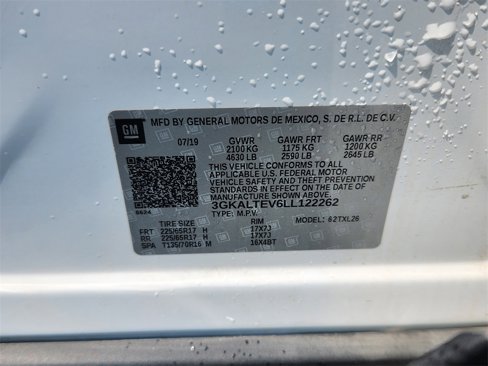 GM
MFD BY GENERAL MOTORS DE MEXICO, S. DE R.L. DE C.V.
07/19 GVWR GAWR FRT GAWR RR
2100 KG 1175 KG 1200 KG
4630 LB 2590 LB 2645 LB
THIS VEHICLE CONFORMS TO ALL
APPLICABLE U.S. FEDERAL MOTOR
VEHICLE SAFETY AND THEFT PREVENTION
STANDARDS IN EFFECT ON THE DATE OF
MANUFACTURE SHOWN ABOVE.
3GKALTEV6LL122262
TYPE: M.P.V. MODEL: 62TXL26
TIRE SIZE RIM
FRT 225/65R17 H 17X7J
RR 225/65R17 H 17X7J
SPA T135/70R16 M 16X4BT